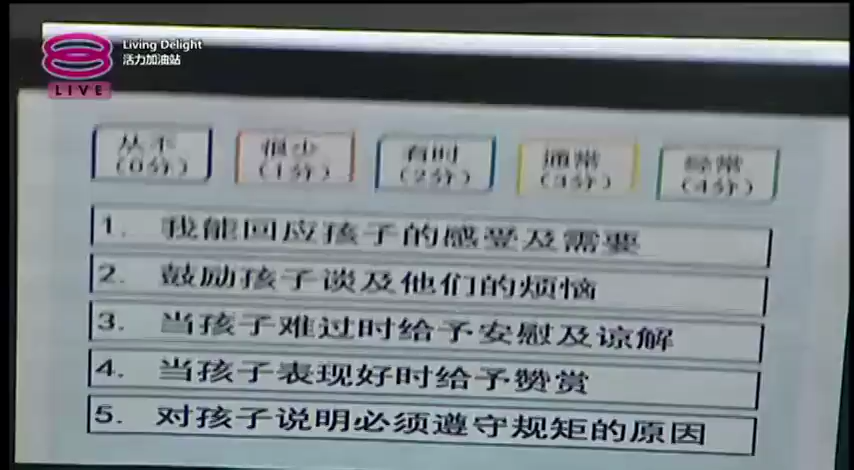 8
Living Delight
活力加油站
LIVE
从不 很少 有时 通常 经常
(0分) (1分) (2分) (3分) (4分)
1. 我能回应孩子的感受及需要
2. 鼓励孩子谈及他们的烦恼
3. 当孩子难过时给予安慰及谅解
4. 当孩子表现好时给予赞赏
5. 对孩子说明必须遵守规矩的原因